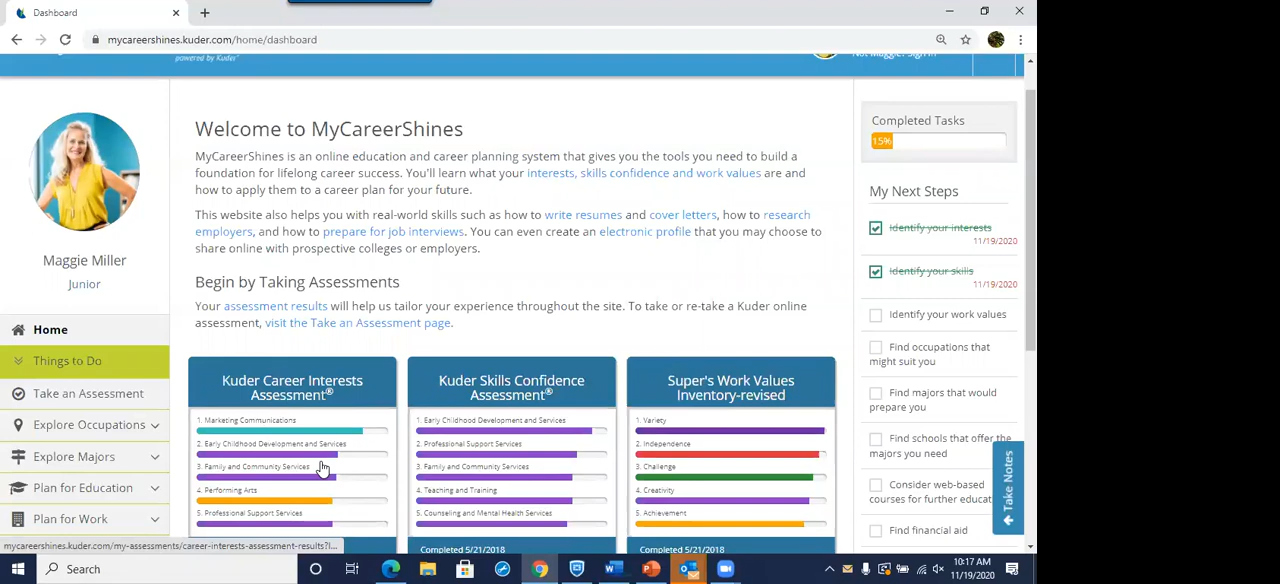 Dashboard
mycareershines.kuder.com/home/dashboard
powered by Kuder®
Not Maggie? Sign In
Maggie Miller
Junior
Home
Things to Do
Take an Assessment
Explore Occupations
Explore Majors
Plan for Education
Plan for Work
Welcome to MyCareerShines
MyCareerShines is an online education and career planning system that gives you the tools you need to build a
foundation for lifelong career success. You'll learn what your interests, skills confidence and work values are and
how to apply them to a career plan for your future.
This website also helps you with real-world skills such as how to write resumes and cover letters, how to research
employers, and how to prepare for job interviews. You can even create an electronic profile that you may choose to
share online with prospective colleges or employers.
Begin by Taking Assessments
Your assessment results will help us tailor your experience throughout the site. To take or re-take a Kuder online
assessment, visit the Take an Assessment page.
Kuder Career Interests
Assessment®
1. Marketing Communications
2. Early Childhood Development and Services
3. Family and Community Services
4. Performing Arts
5. Professional Support Services
Kuder Skills Confidence
Assessment®
1. Early Childhood Development and Services
2. Professional Support Services
3. Family and Community Services
4. Teaching and Training
5. Counseling and Mental Health Services
Completed 5/21/2018
Super's Work Values
Inventory-revised
1. Variety
2. Independence
3. Challenge
4. Creativity
5. Achievement
Completed 5/21/2018
Completed Tasks
15%
My Next Steps
Identify your interests
11/19/2020
Identify your skills
11/19/2020
Identify your work values
Find occupations that
might suit you
Find majors that would
prepare you
Find schools that offer the
majors you need
Consider web-based
courses for further educat
Find financial aid
Take Notes
mycareershines.kuder.com/my-assessments/career-interests-assessment-results?l...
Search
10:17 AM
11/19/2020